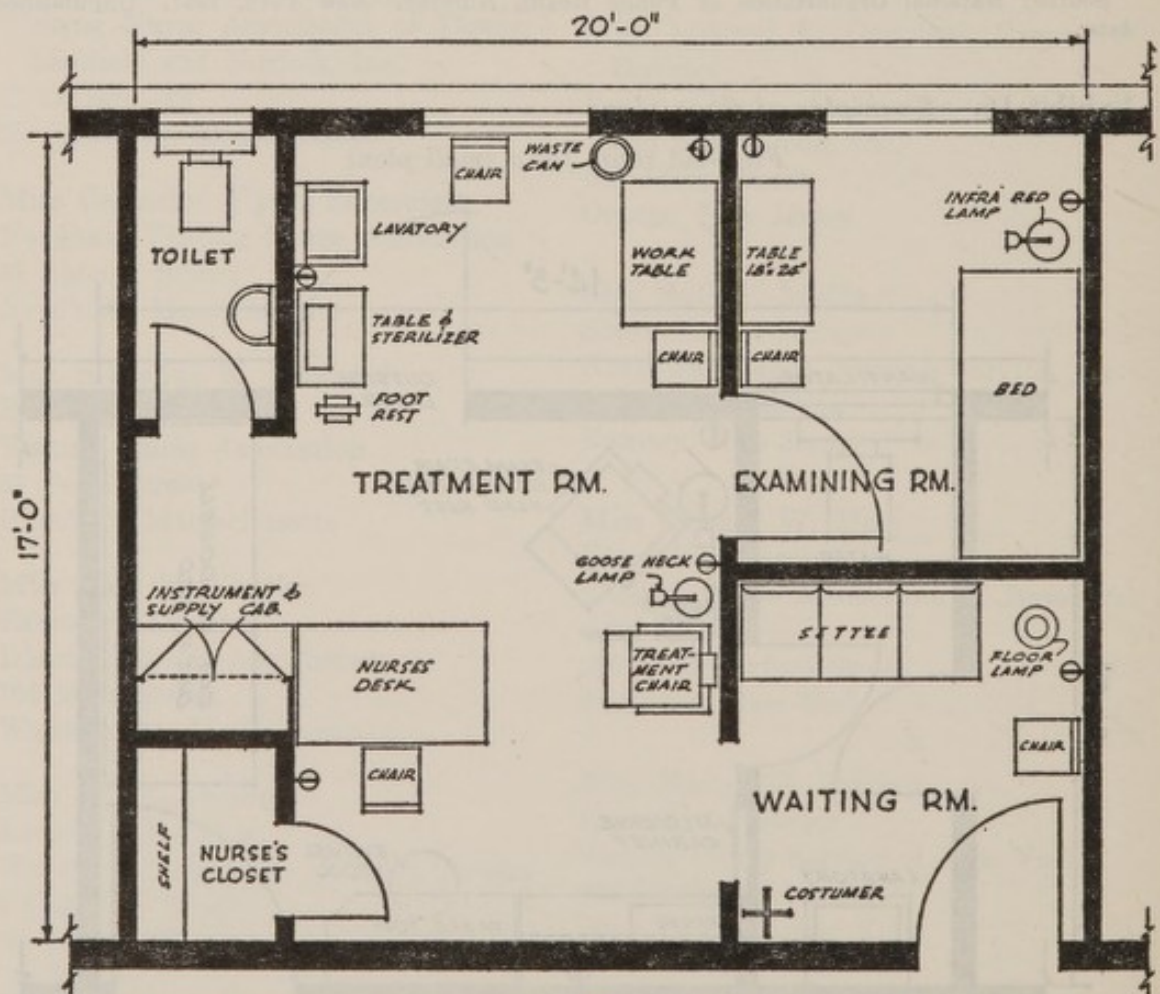 20'-0"
17'-0"
TOILET
CHAIR
WASTE
CAN
LAVATORY
WORK
TABLE
TABLE
18"x 25"
INFRA RED
LAMP
TABLE &
STERILIZER
FOOT
REST
CHAIR
CHAIR
BED
TREATMENT RM.
EXAMINING RM.
GOOSE NECK
LAMP
INSTRUMENT &
SUPPLY CAB.
NURSES
DESK
TREAT-
MENT
CHAIR
SETTEE
FLOOR
LAMP
CHAIR
CHAIR
WAITING RM.
SHELF
NURSE'S
CLOSET
COSTUMER